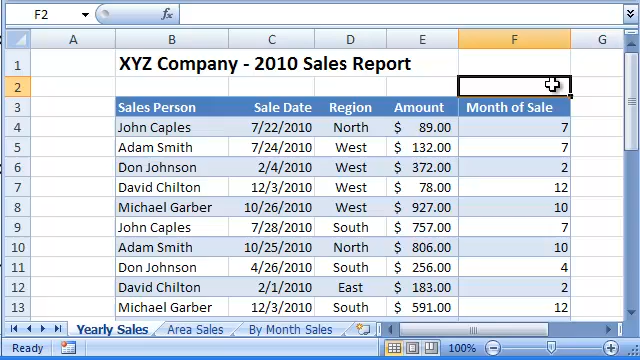 F2 fx
A B C D E F G
1 XYZ Company - 2010 Sales Report
2
3 Sales Person Sale Date Region Amount Month of Sale
4 John Caples 7/22/2010 North $ 89.00 7
5 Adam Smith 7/24/2010 West $ 132.00 7
6 Don Johnson 2/4/2010 West $ 372.00 2
7 David Chilton 12/3/2010 West $ 78.00 12
8 Michael Garber 10/26/2010 West $ 927.00 10
9 John Caples 7/28/2010 South $ 757.00 7
10 Adam Smith 10/25/2010 North $ 806.00 10
11 Don Johnson 4/26/2010 South $ 256.00 4
12 David Chilton 2/1/2010 East $ 183.00 2
13 Michael Garber 12/3/2010 South $ 591.00 12
Yearly Sales Area Sales By Month Sales
Ready 100%